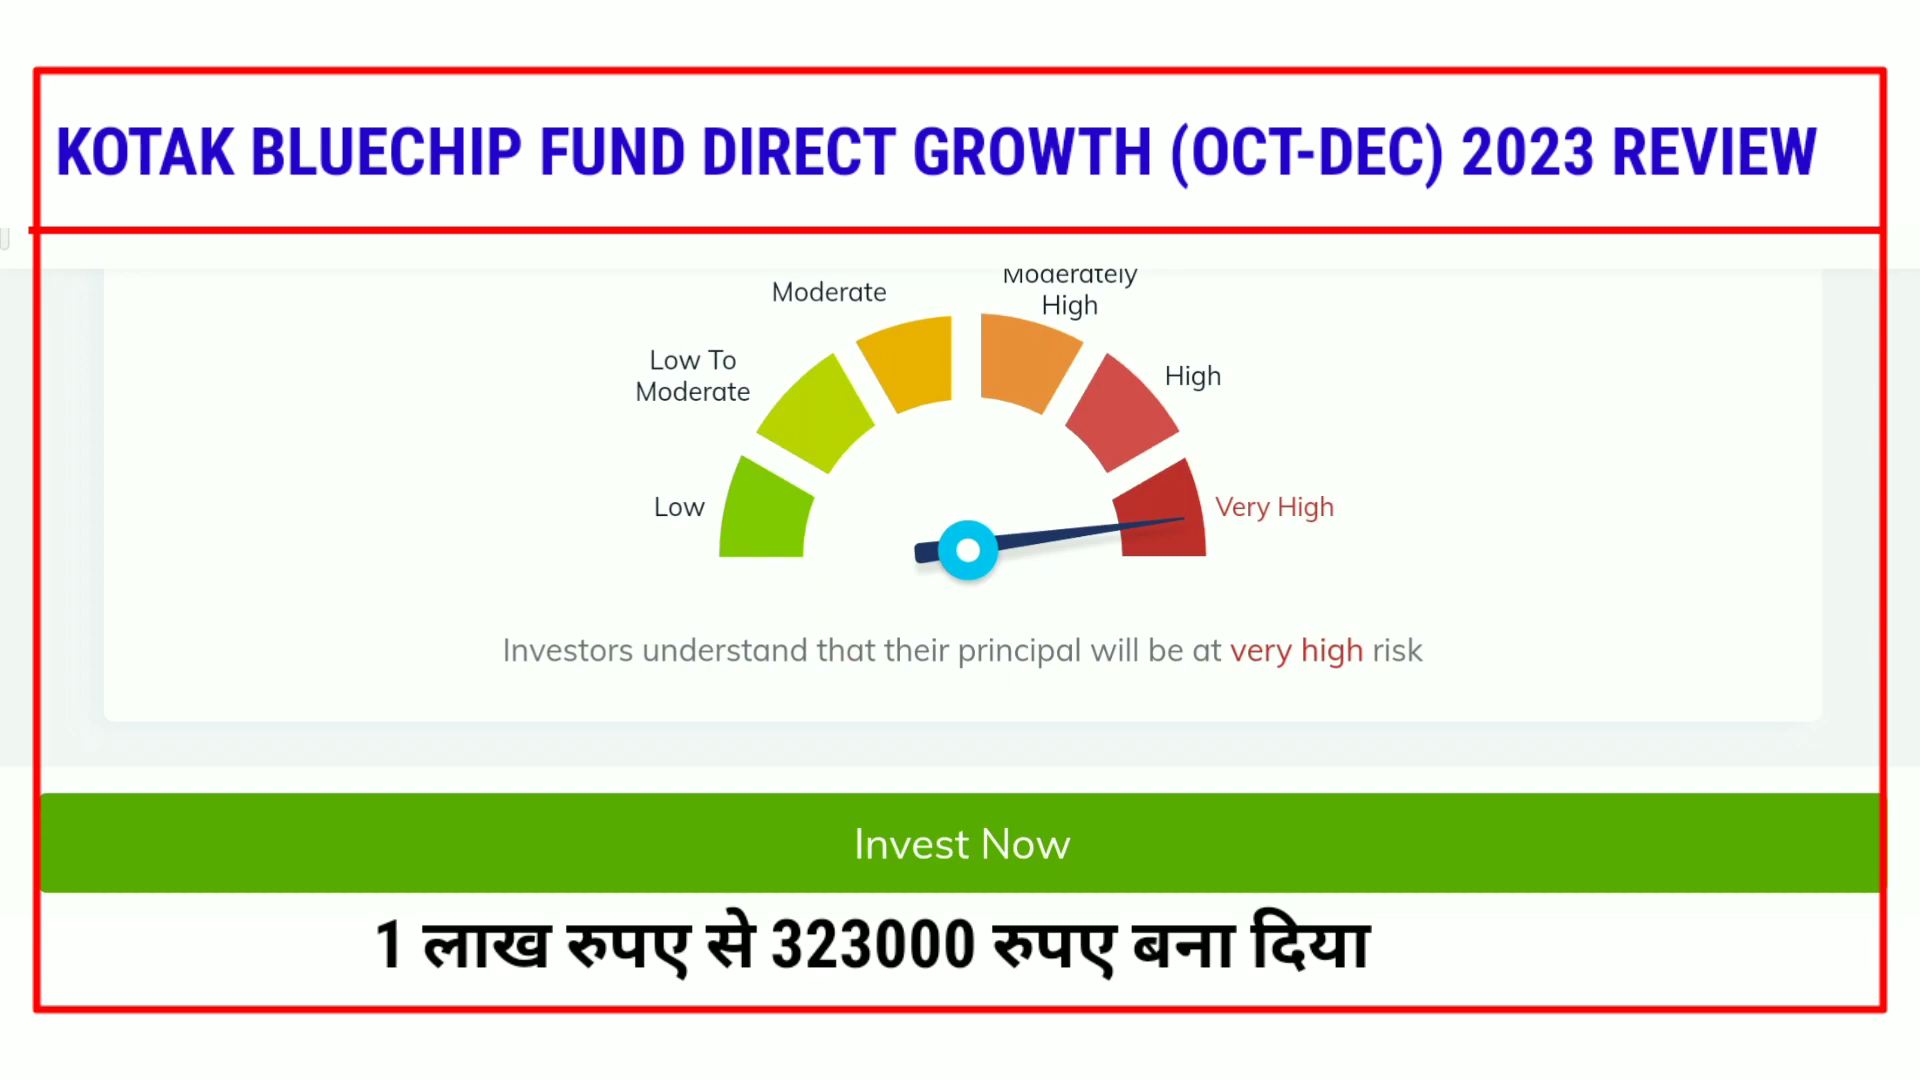 KOTAK BLUECHIP FUND DIRECT GROWTH (OCT-DEC) 2023 REVIEW
Moderately
High
Moderate
Low To
Moderate
High
Low
Very High
Investors understand that their principal will be at very high risk
Invest Now
1 लाख रुपए से 323000 रुपए बना दिया